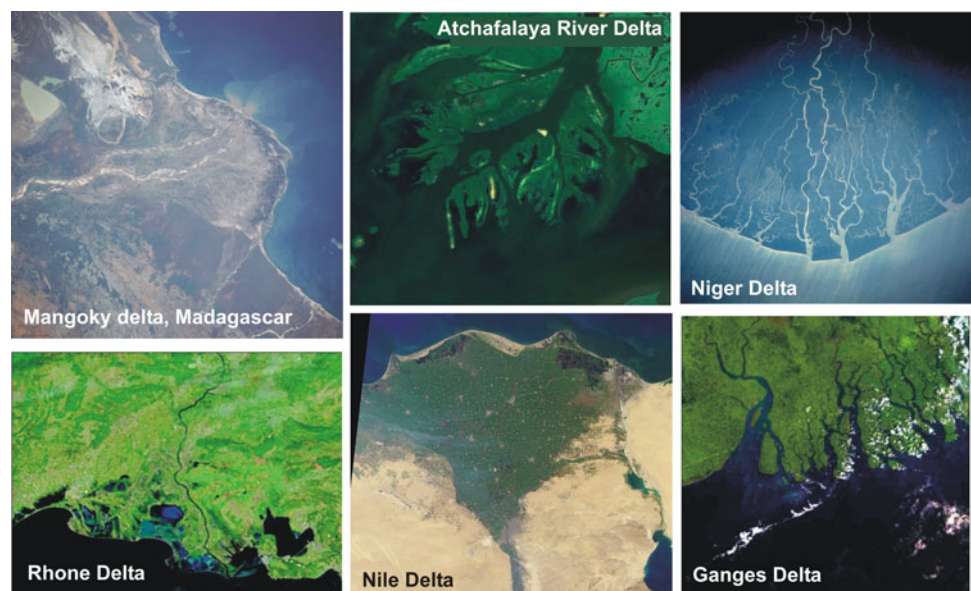 Atchafalaya River Delta
Mangoky delta, Madagascar
Niger Delta
Rhone Delta
Nile Delta
Ganges Delta